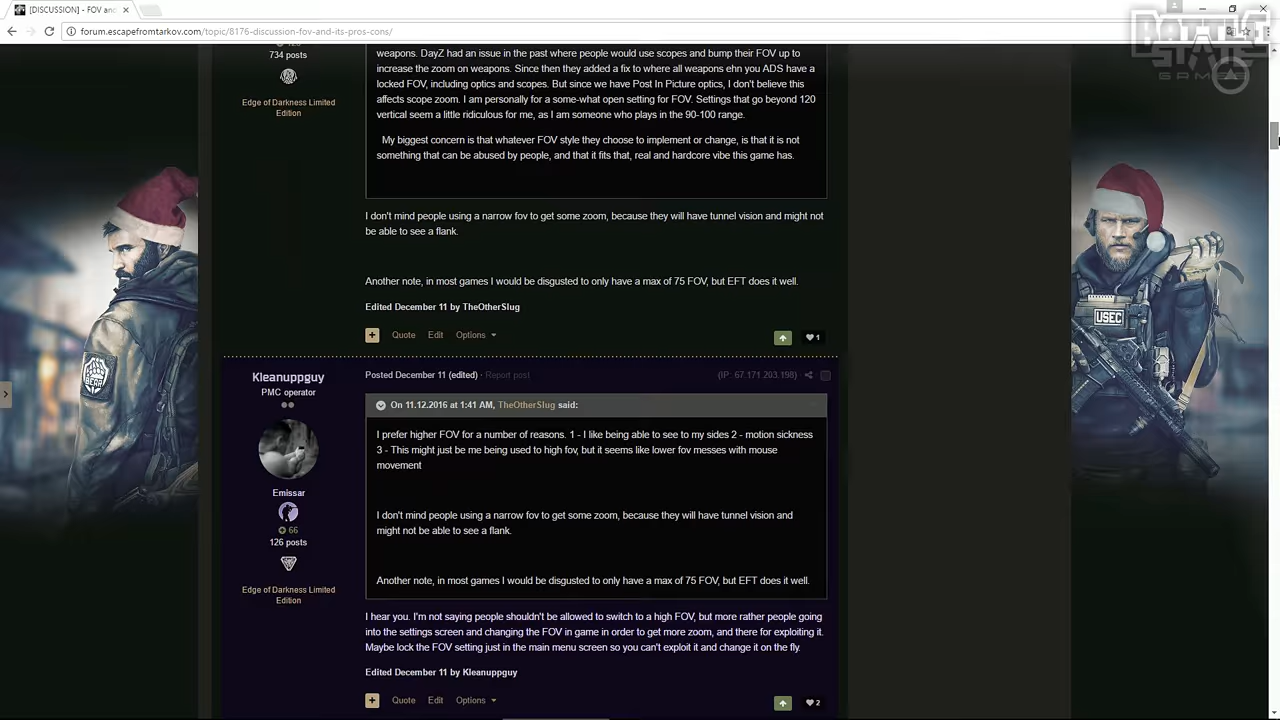 [DISCUSSION] - FOV an
forum.escapefromtarkov.com/topic/8176-discussion-fov-and-its-pros-cons/
BATTLE
STATE
GAMES
734 posts
Edge of Darkness Limited
Edition
weapons. DayZ had an issue in the past where people would use scopes and bump their FOV up to
increase the zoom on weapons. Since then they added a fix to where all weapons ehn you ADS have a
locked FOV, including optics and scopes. But since we have Post In Picture optics, I don't believe this
affects scope zoom. I am personally for a some-what open setting for FOV. Settings that go beyond 120
vertical seem a little ridiculous for me, as I am someone who plays in the 90-100 range.
My biggest concern is that whatever FOV style they choose to implement or change, is that it is not
something that can be abused by people, and that it fits that, real and hardcore vibe this game has.
I don't mind people using a narrow fov to get some zoom, because they will have tunnel vision and might not
be able to see a flank.
Another note, in most games I would be disgusted to only have a max of 75 FOV, but EFT does it well.
Edited December 11 by TheOtherSlug
+ Quote Edit Options
1
BEAR
USEC
Kleanuppguy
PMC operator
Emissar
66
126 posts
Edge of Darkness Limited
Edition
Posted December 11 (edited) · Report post
(IP: 67.171.203.198)
On 11.12.2016 at 1:41 AM, TheOtherSlug said:
I prefer higher FOV for a number of reasons. 1 - I like being able to see to my sides 2 - motion sickness
3 - This might just be me being used to high fov, but it seems like lower fov messes with mouse
movement
I don't mind people using a narrow fov to get some zoom, because they will have tunnel vision and
might not be able to see a flank.
Another note, in most games I would be disgusted to only have a max of 75 FOV, but EFT does it well.
I hear you. I'm not saying people shouldn't be allowed to switch to a high FOV, but more rather people going
into the settings screen and changing the FOV in game in order to get more zoom, and there for exploiting it.
Maybe lock the FOV setting just in the main menu screen so you can't exploit it and change it on the fly.
Edited December 11 by Kleanuppguy
+ Quote Edit Options
2